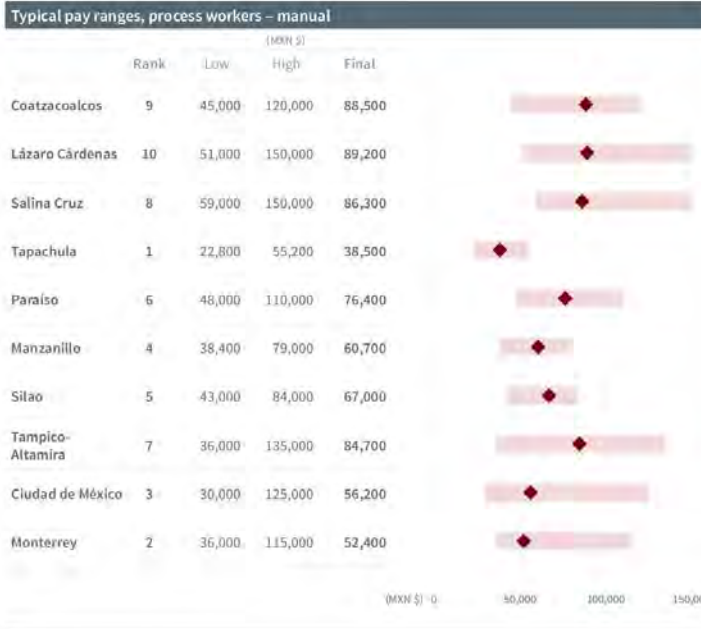 Typical pay ranges, process workers – manual
(MXN $)
Rank Low High Final
Coatzacoalcos 9 45,000 120,000 88,500
Lázaro Cárdenas 10 51,000 150,000 89,200
Salina Cruz 8 59,000 150,000 86,300
Tapachula 1 22,800 55,200 38,500
Paraíso 6 48,000 110,000 76,400
Manzanillo 4 38,400 79,000 60,700
Silao 5 43,000 84,000 67,000
Tampico-
Altamira 7 36,000 135,000 84,700
Ciudad de México 3 30,000 125,000 56,200
Monterrey 2 36,000 115,000 52,400
(MXN $) 0 50,000 100,000 150,00